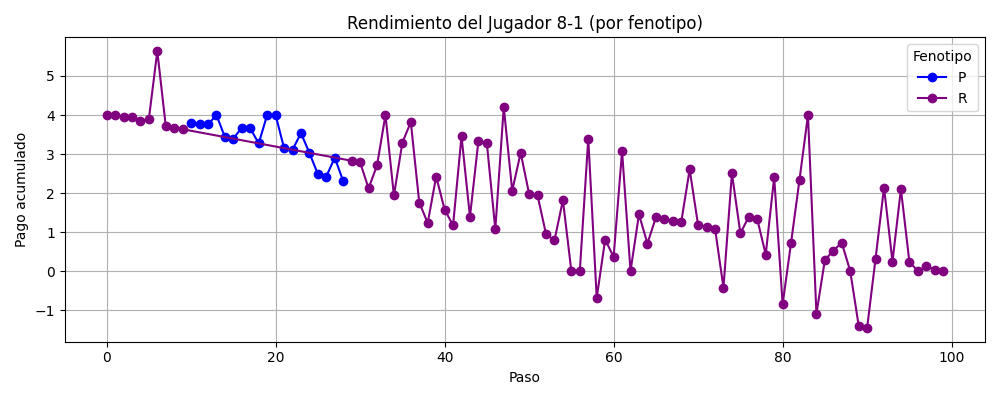 Rendimiento del Jugador 8-1 (por fenotipo)
Pago acumulado
5
4
3
2
1
0
−1
Fenotipo
P
R
0
20
40
60
80
100
Paso